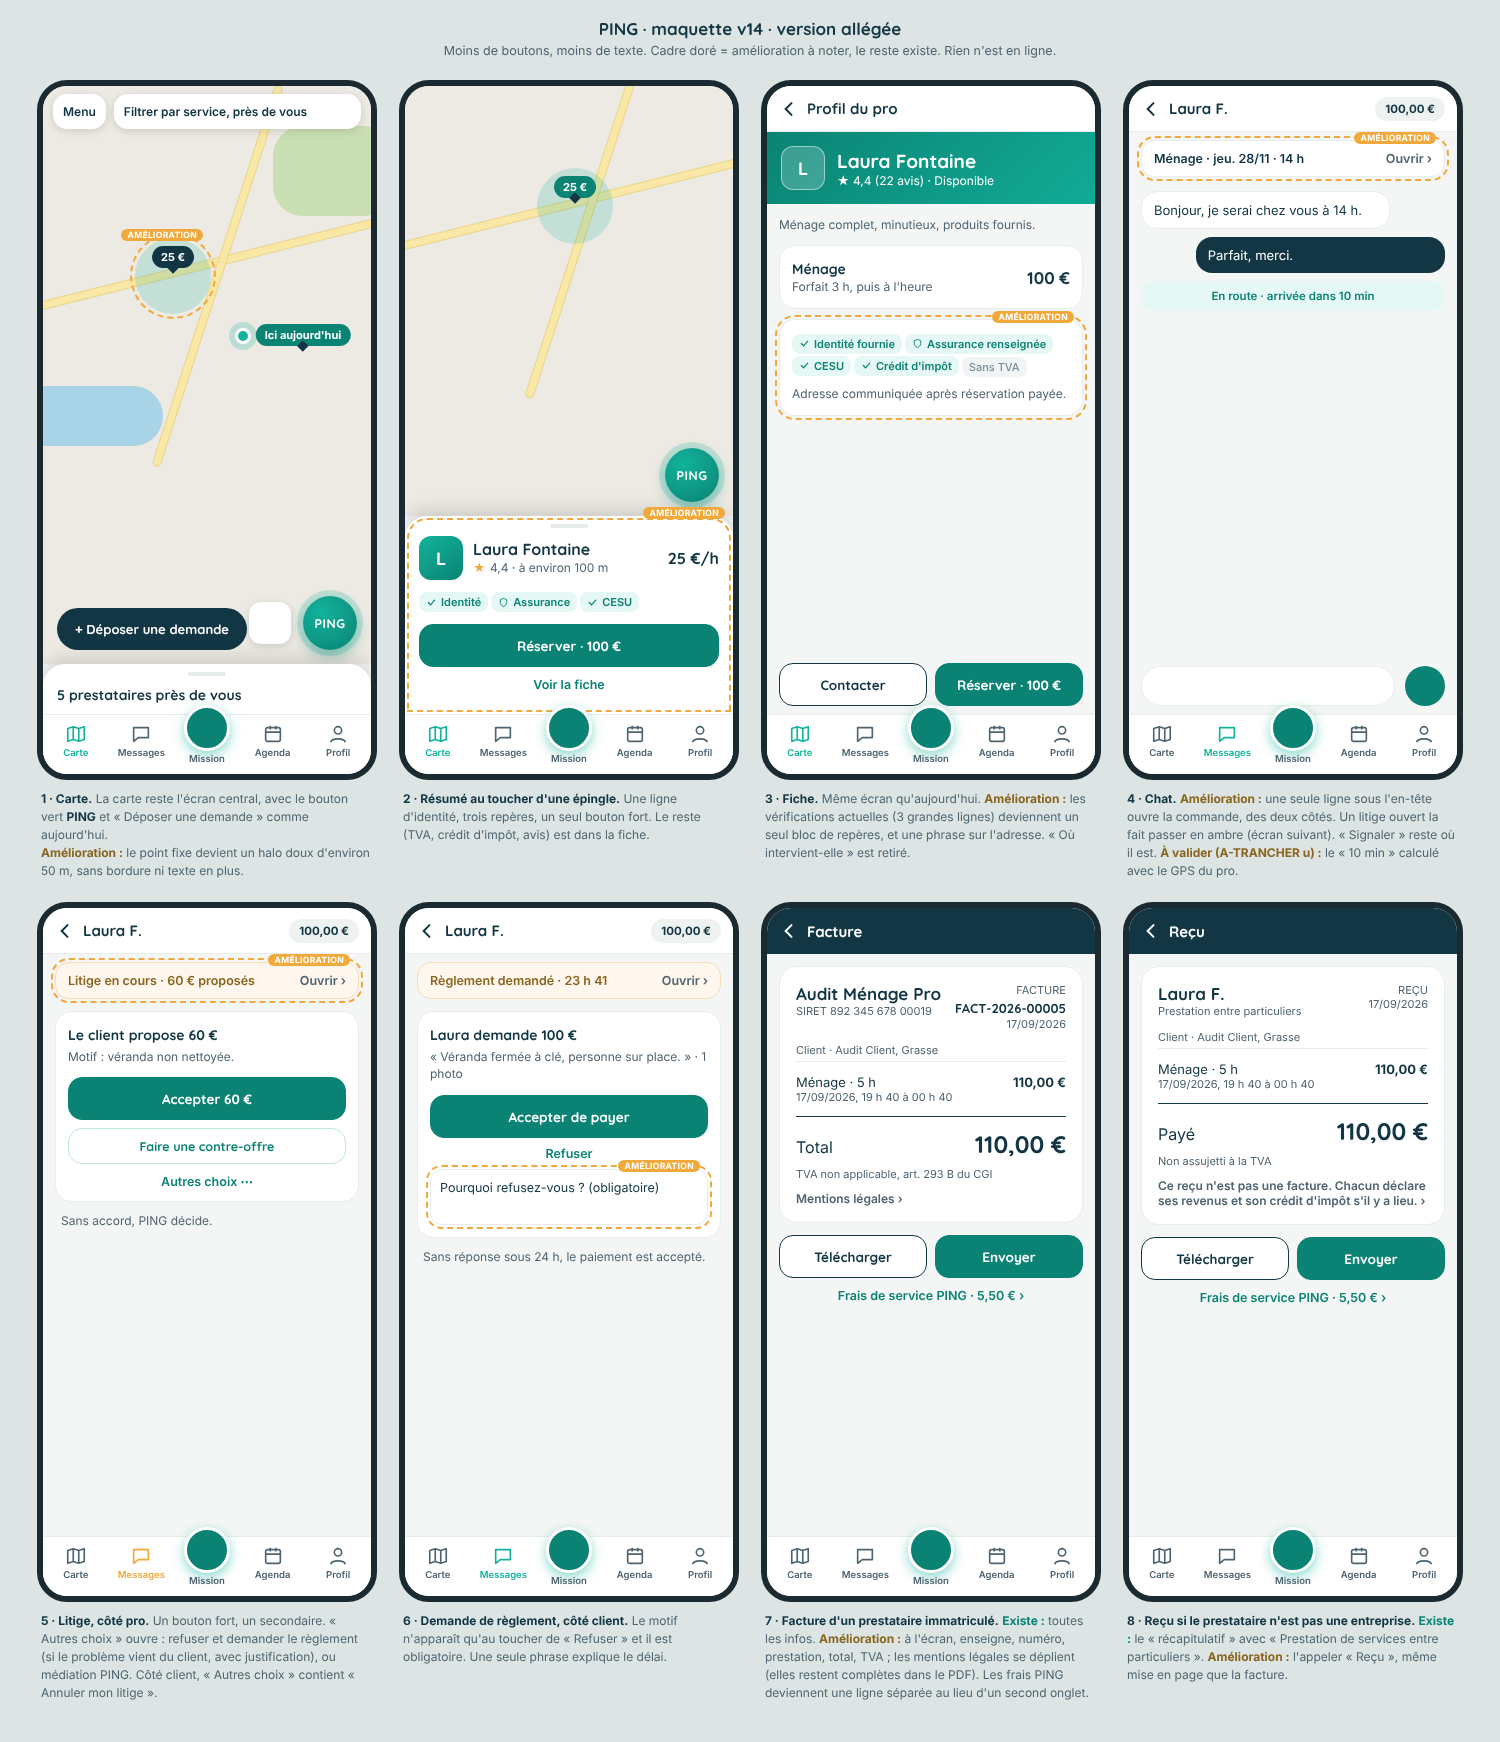 PING · maquette v14 · version allégée
Moins de boutons, moins de texte. Cadre doré = amélioration à noter, le reste existe. Rien n'est en ligne.
Menu
Filtrer par service, près de vous
AMÉLIORATION
25 €
Ici aujourd'hui
+ Déposer une demande
PING
5 prestataires près de vous
Carte
Messages
Mission
Agenda
Profil
25 €
PING
AMÉLIORATION
L
Laura Fontaine
★ 4,4 · à environ 100 m
25 €/h
Identité
Assurance
CESU
Réserver · 100 €
Voir la fiche
Carte
Messages
Mission
Agenda
Profil
Profil du pro
L
Laura Fontaine
★ 4,4 (22 avis) · Disponible
Ménage complet, minutieux, produits fournis.
Ménage
Forfait 3 h, puis à l'heure
100 €
AMÉLIORATION
Identité fournie
Assurance renseignée
CESU
Crédit d'impôt
Sans TVA
Adresse communiquée après réservation payée.
Contacter
Réserver · 100 €
Carte
Messages
Mission
Agenda
Profil
Laura F.
100,00 €
AMÉLIORATION
Ménage · jeu. 28/11 · 14 h
Ouvrir ›
Bonjour, je serai chez vous à 14 h.
Parfait, merci.
En route · arrivée dans 10 min
Carte
Messages
Mission
Agenda
Profil
1 · Carte. La carte reste l'écran central, avec le bouton
vert PING et « Déposer une demande » comme
aujourd'hui.
Amélioration : le point fixe devient un halo doux d'environ
50 m, sans bordure ni texte en plus.
2 · Résumé au toucher d'une épingle. Une ligne
d'identité, trois repères, un seul bouton fort. Le reste
(TVA, crédit d'impôt, avis) est dans la fiche.
3 · Fiche. Même écran qu'aujourd'hui. Amélioration : les
vérifications actuelles (3 grandes lignes) deviennent un
seul bloc de repères, et une phrase sur l'adresse. « Où
intervient-elle » est retiré.
4 · Chat. Amélioration : une seule ligne sous l'en-tête
ouvre la commande, des deux côtés. Un litige ouvert la
fait passer en ambre (écran suivant). « Signaler » reste où
il est. À valider (A-TRANCHER u) : le « 10 min » calculé
avec le GPS du pro.
Laura F.
100,00 €
AMÉLIORATION
Litige en cours · 60 € proposés
Ouvrir ›
Le client propose 60 €
Motif : véranda non nettoyée.
Accepter 60 €
Faire une contre-offre
Autres choix ···
Sans accord, PING décide.
Carte
Messages
Mission
Agenda
Profil
Laura F.
100,00 €
Règlement demandé · 23 h 41
Ouvrir ›
Laura demande 100 €
« Véranda fermée à clé, personne sur place. » · 1
photo
Accepter de payer
Refuser
AMÉLIORATION
Pourquoi refusez-vous ? (obligatoire)
Sans réponse sous 24 h, le paiement est accepté.
Carte
Messages
Mission
Agenda
Profil
Facture
Audit Ménage Pro
SIRET 892 345 678 00019
FACTURE
FACT-2026-00005
17/09/2026
Client · Audit Client, Grasse
Ménage · 5 h
110,00 €
17/09/2026, 19 h 40 à 00 h 40
Total
110,00 €
TVA non applicable, art. 293 B du CGI
Mentions légales ›
Télécharger
Envoyer
Frais de service PING · 5,50 € ›
Carte
Messages
Mission
Agenda
Profil
Reçu
Laura F.
Prestation entre particuliers
REÇU
17/09/2026
Client · Audit Client, Grasse
Ménage · 5 h
110,00 €
17/09/2026, 19 h 40 à 00 h 40
Payé
110,00 €
Non assujetti à la TVA
Ce reçu n'est pas une facture. Chacun déclare
ses revenus et son crédit d'impôt s'il y a lieu. ›
Télécharger
Envoyer
Frais de service PING · 5,50 € ›
Carte
Messages
Mission
Agenda
Profil
5 · Litige, côté pro. Un bouton fort, un secondaire. «
Autres choix » ouvre : refuser et demander le règlement
(si le problème vient du client, avec justification), ou
médiation PING. Côté client, « Autres choix » contient «
Annuler mon litige ».
6 · Demande de règlement, côté client. Le motif
n'apparaît qu'au toucher de « Refuser » et il est
obligatoire. Une seule phrase explique le délai.
7 · Facture d'un prestataire immatriculé. Existe : toutes
les infos. Amélioration : à l'écran, enseigne, numéro,
prestation, total, TVA ; les mentions légales se déplient
(elles restent complètes dans le PDF). Les frais PING
deviennent une ligne séparée au lieu d'un second onglet.
8 · Reçu si le prestataire n'est pas une entreprise. Existe
: le « récapitulatif » avec « Prestation de services entre
particuliers ». Amélioration : l'appeler « Reçu », même
mise en page que la facture.